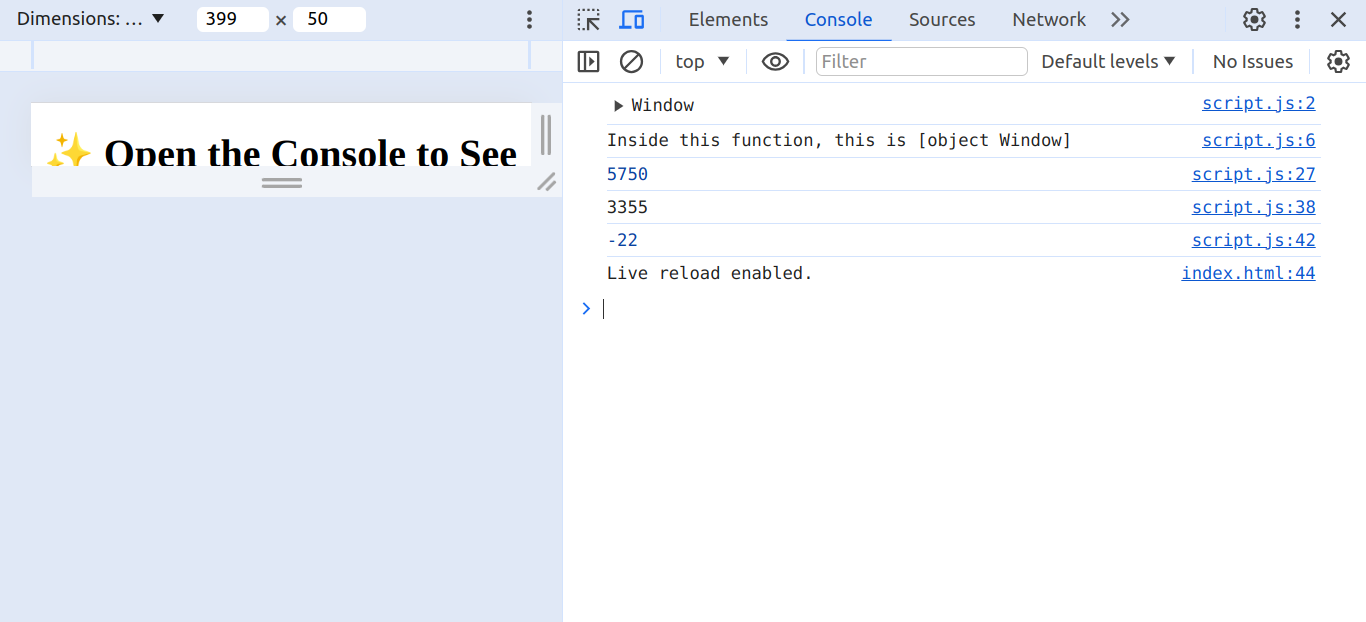 Dimensions: ... 399 × 50
Elements Console Sources Network
top Filter Default levels No Issues
Window script.js:2
Inside this function, this is [object Window] script.js:6
5750 script.js:27
3355 script.js:38
-22 script.js:42
Live reload enabled. index.html:44
✨ Open the Console to See